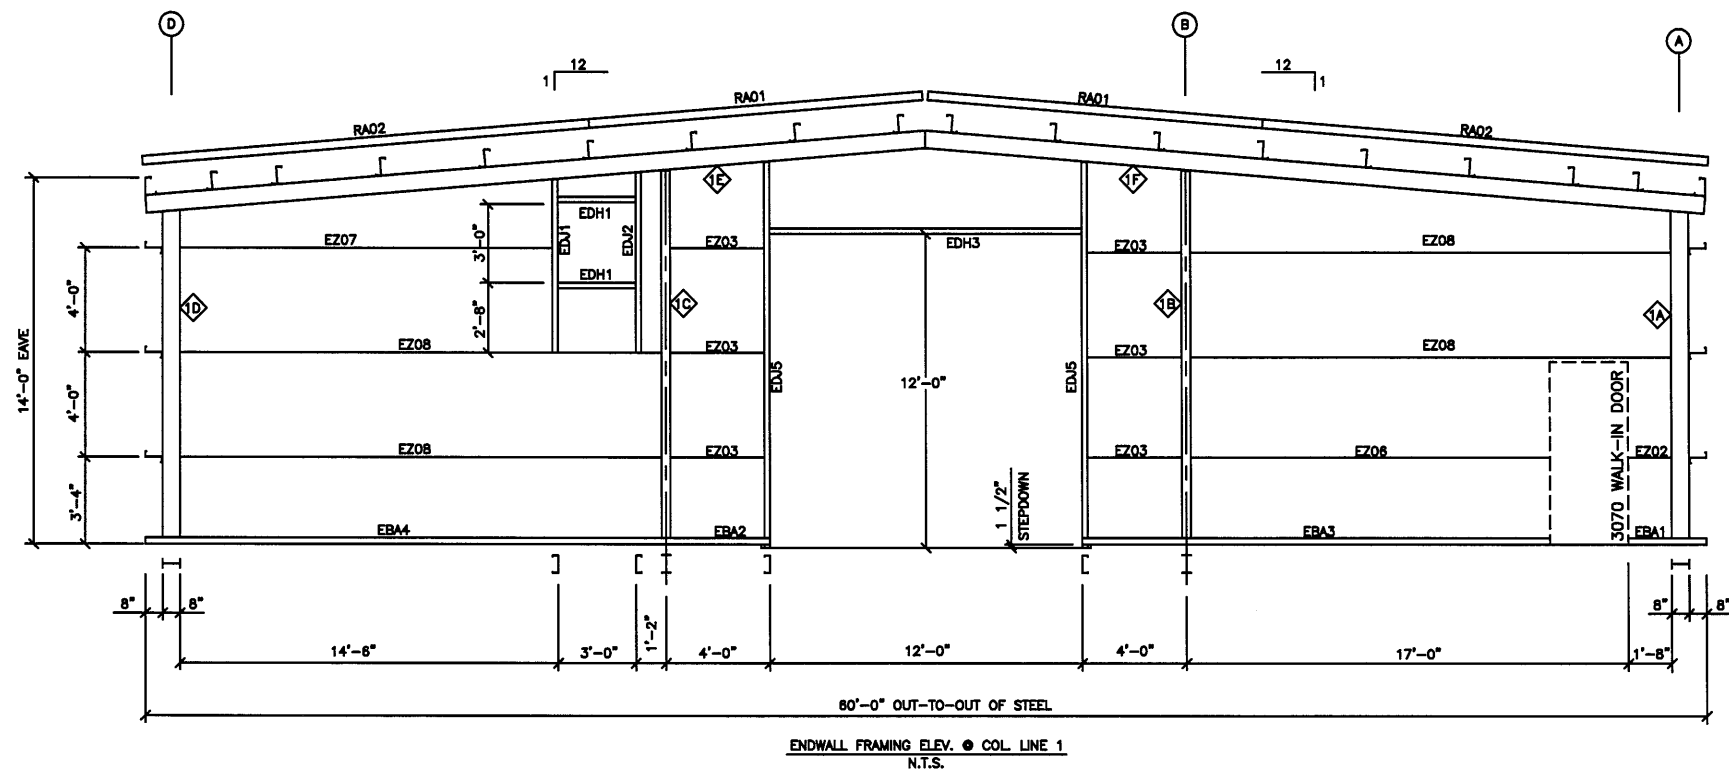 D
B
A
12
1
12
1
RA01
RA01
RA02
RA02
1E
1F
EDH1
EDJ1
EDJ2
3'-0"
EZ07
EZ03
EDH3
EZ03
EZ08
EDH1
4'-0"
1D
1C
1B
1A
2'-8"
14'-0" EAVE
EZ08
EZ03
EZ03
EZ08
EDJ5
12'-0"
EDJ5
4'-0"
3070 WALK-IN DOOR
EZ08
EZ03
EZ03
EZ06
EZ02
3'-4"
1 1/2"
STEPDOWN
EBA4
EBA2
EBA3
EBA1
8"
8"
8"
8"
14'-6"
3'-0"
1'-2"
4'-0"
12'-0"
4'-0"
17'-0"
1'-8"
60'-0" OUT-TO-OUT OF STEEL
ENDWALL FRAMING ELEV. @ COL. LINE 1
N.T.S.